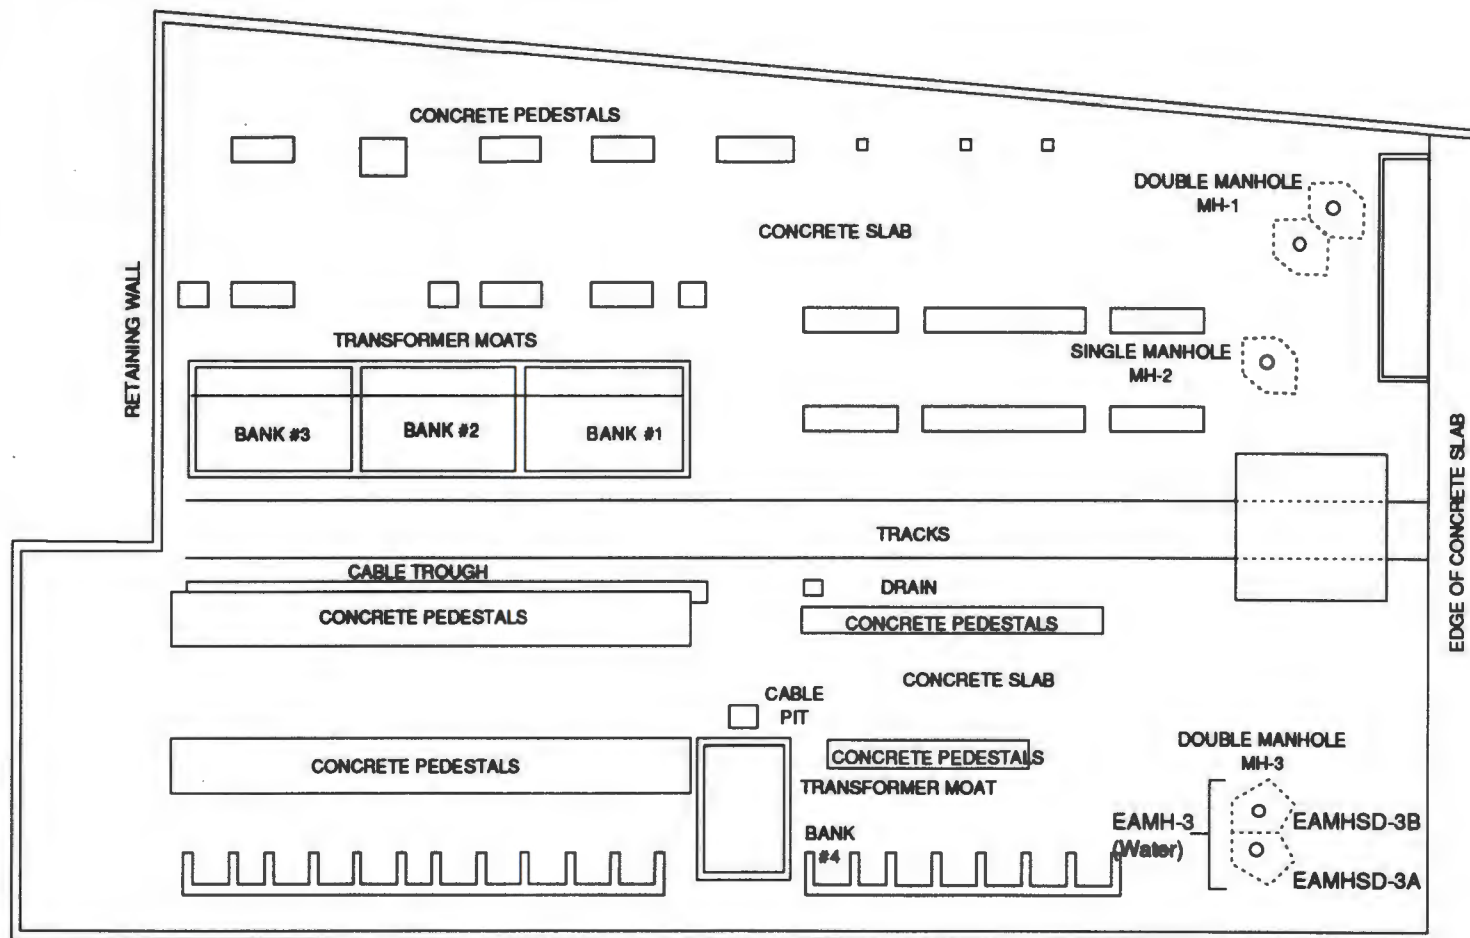 CONCRETE PEDESTALS
DOUBLE MANHOLE
MH-1
CONCRETE SLAB
RETAINING WALL
TRANSFORMER MOATS
SINGLE MANHOLE
MH-2
BANK #3
BANK #2
BANK #1
EDGE OF CONCRETE SLAB
TRACKS
CABLE TROUGH
DRAIN
CONCRETE PEDESTALS
CONCRETE PEDESTALS
CONCRETE SLAB
CABLE
PIT
DOUBLE MANHOLE
MH-3
CONCRETE PEDESTALS
CONCRETE PEDESTALS
TRANSFORMER MOAT
BANK
#4
EAMH-3
(Water)
EAMHSD-3B
EAMHSD-3A